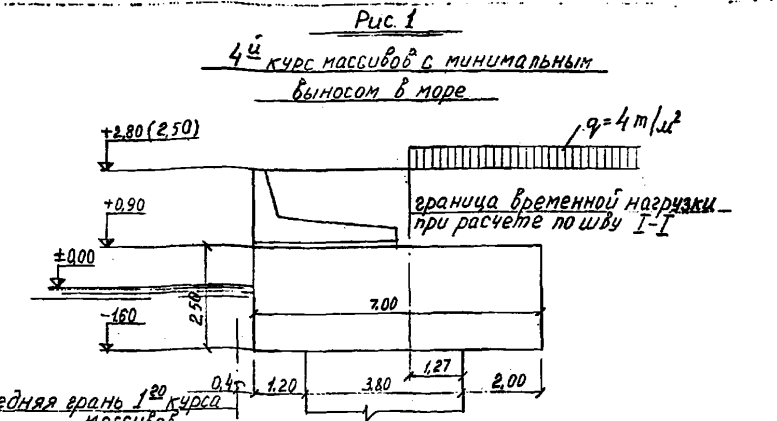 Рис. 1
4й курс массивов с минимальным
выносом в море
+2,80 (2,50)
q=4 т/м²
+0,90
граница временной нагрузки
при расчете по шву I-I
±0,00
2,50
7.00
-1.60
0,45
1.20
3.80
1,27
2,00
едняя грань 1го курса
массивов